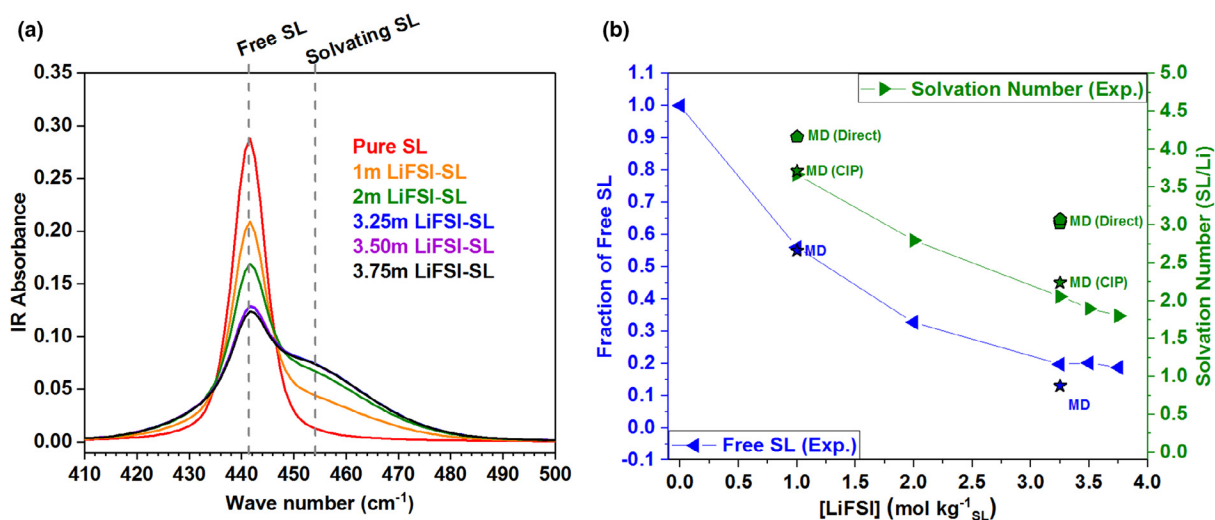 (a)
Free SL
Solvating SL
0.35
0.30
0.25
0.20
0.15
0.10
0.05
0.00
IR Absorbance
Pure SL
1m LiFSI-SL
2m LiFSI-SL
3.25m LiFSI-SL
3.50m LiFSI-SL
3.75m LiFSI-SL
410 430 440 450 460 470 480 490 500
Wave number (cm⁻¹)
(b)
1.0
0.9
0.8
0.7
0.6
0.5
0.4
0.3
0.2
0.1
0.0
-0.1
Fraction of Free SL
Solvation Number (Exp.)
MD (Direct)
MD (CIP)
MD
MD (Direct)
MD (CIP)
MD
Free SL (Exp.)
5.0
4.5
4.0
3.5
3.0
2.5
2.0
1.5
1.0
0.5
0.0
Solvation Number (SL/Li)
0.0 0.5 1.0 1.5 2.0 2.5 3.0 3.5 4.0
[LiFSI] (mol kg⁻¹SL)